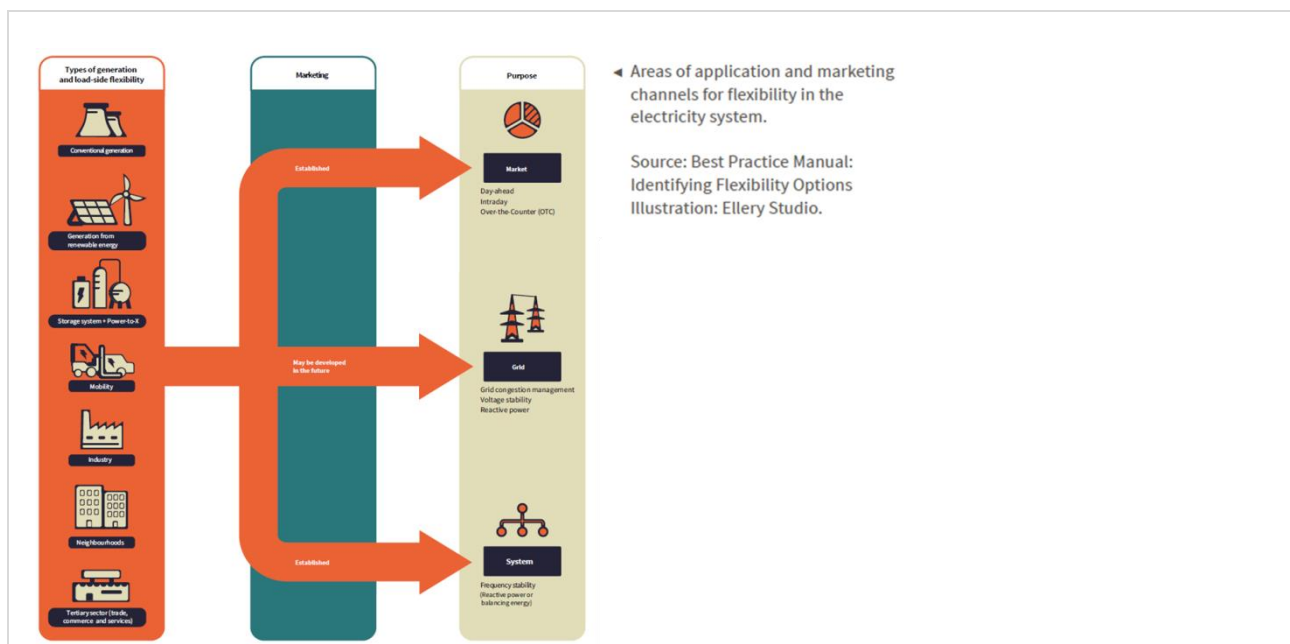 Types of generation
and load-side flexibility
Conventional generation
Generation from
renewable energy
Storage system + Power-to-X
Mobility
Industry
Neighbourhoods
Tertiary sector (trade,
commerce and services)
Marketing
Established
May be developed
in the future
Established
Purpose
Market
Day-ahead
Intraday
Over-the-Counter (OTC)
Grid
Grid congestion management
Voltage stability
Reactive power
System
Frequency stability
(Reactive power or
balancing energy)
◄ Areas of application and marketing
channels for flexibility in the
electricity system.
Source: Best Practice Manual:
Identifying Flexibility Options
Illustration: Ellery Studio.